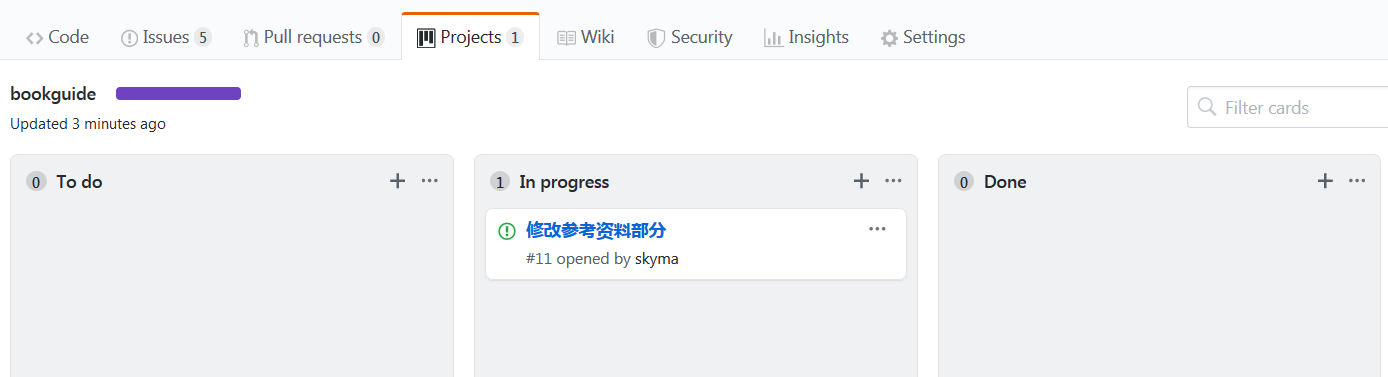 Code Issues 5 Pull requests 0 Projects 1 Wiki Security Insights Settings
bookguide
Filter cards
Updated 3 minutes ago
0 To do
1 In progress
0 Done
修改参考资料部分
#11 opened by skyma